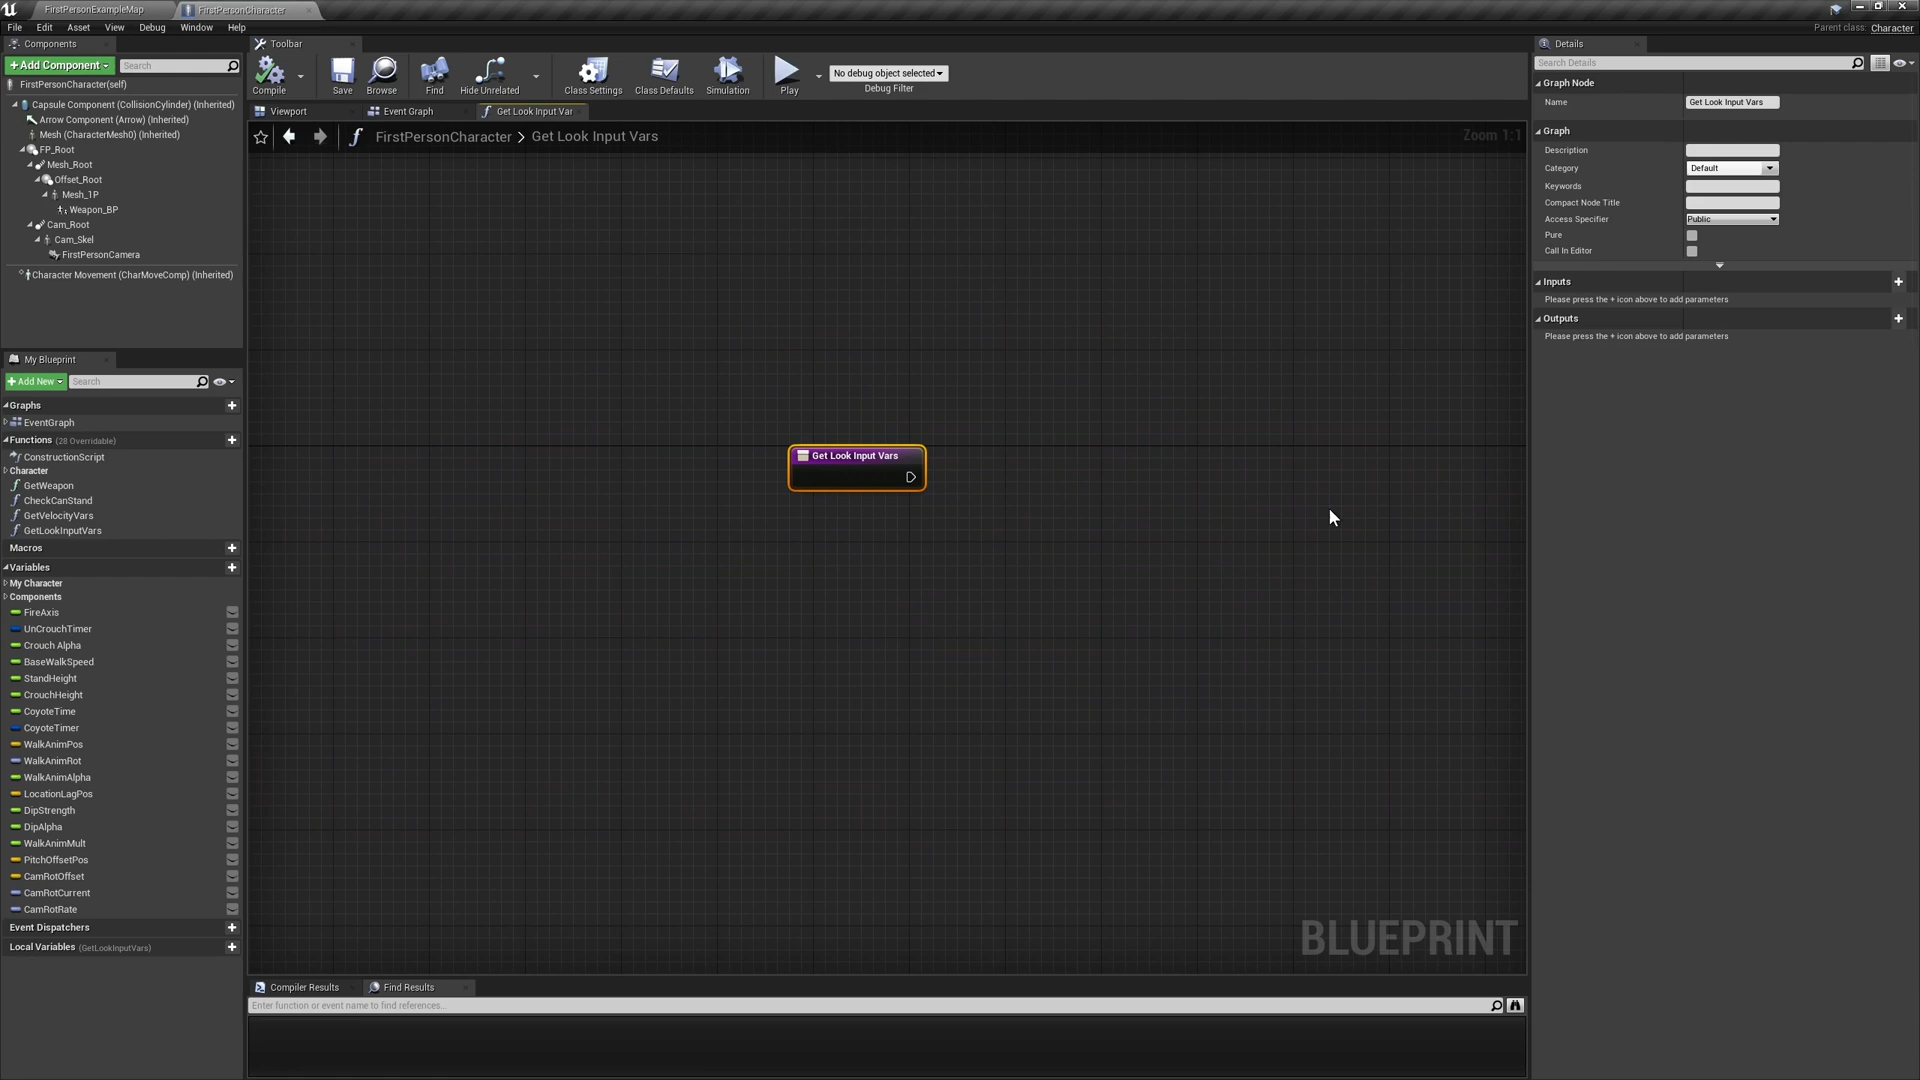 FirstPersonExampleMap
FirstPersonCharacter
File Edit Asset View Debug Window Help
Parent class: Character
Components
Toolbar
Details
+ Add Component
Search
FirstPersonCharacter(self)
Capsule Component (CollisionCylinder) (Inherited)
Arrow Component (Arrow) (Inherited)
Mesh (CharacterMesh0) (Inherited)
FP_Root
Mesh_Root
Offset_Root
Mesh_1P
Weapon_BP
Cam_Root
Cam_Skel
FirstPersonCamera
Character Movement (CharMoveComp) (Inherited)
Compile
Save
Browse
Find
Hide Unrelated
Class Settings
Class Defaults
Simulation
Play
No debug object selected
Debug Filter
Viewport
Event Graph
Get Look Input Var
FirstPersonCharacter > Get Look Input Vars
Zoom 1:1
Get Look Input Vars
BLUEPRINT
My Blueprint
+ Add New
Search
Graphs
EventGraph
Functions (28 Overridable)
ConstructionScript
Character
GetWeapon
CheckCanStand
GetVelocityVars
GetLookInputVars
Macros
Variables
My Character
Components
FireAxis
UnCrouchTimer
Crouch Alpha
BaseWalkSpeed
StandHeight
CrouchHeight
CoyoteTime
CoyoteTimer
WalkAnimPos
WalkAnimRot
WalkAnimAlpha
LocationLagPos
DipStrength
DipAlpha
WalkAnimMult
PitchOffsetPos
CamRotOffset
CamRotCurrent
CamRotRate
Event Dispatchers
Local Variables (GetLookInputVars)
Compiler Results
Find Results
Enter function or event name to find references...
Search Details
Graph Node
Name
Get Look Input Vars
Graph
Description
Category
Default
Keywords
Compact Node Title
Access Specifier
Public
Pure
Call In Editor
Inputs
Please press the + icon above to add parameters
Outputs
Please press the + icon above to add parameters